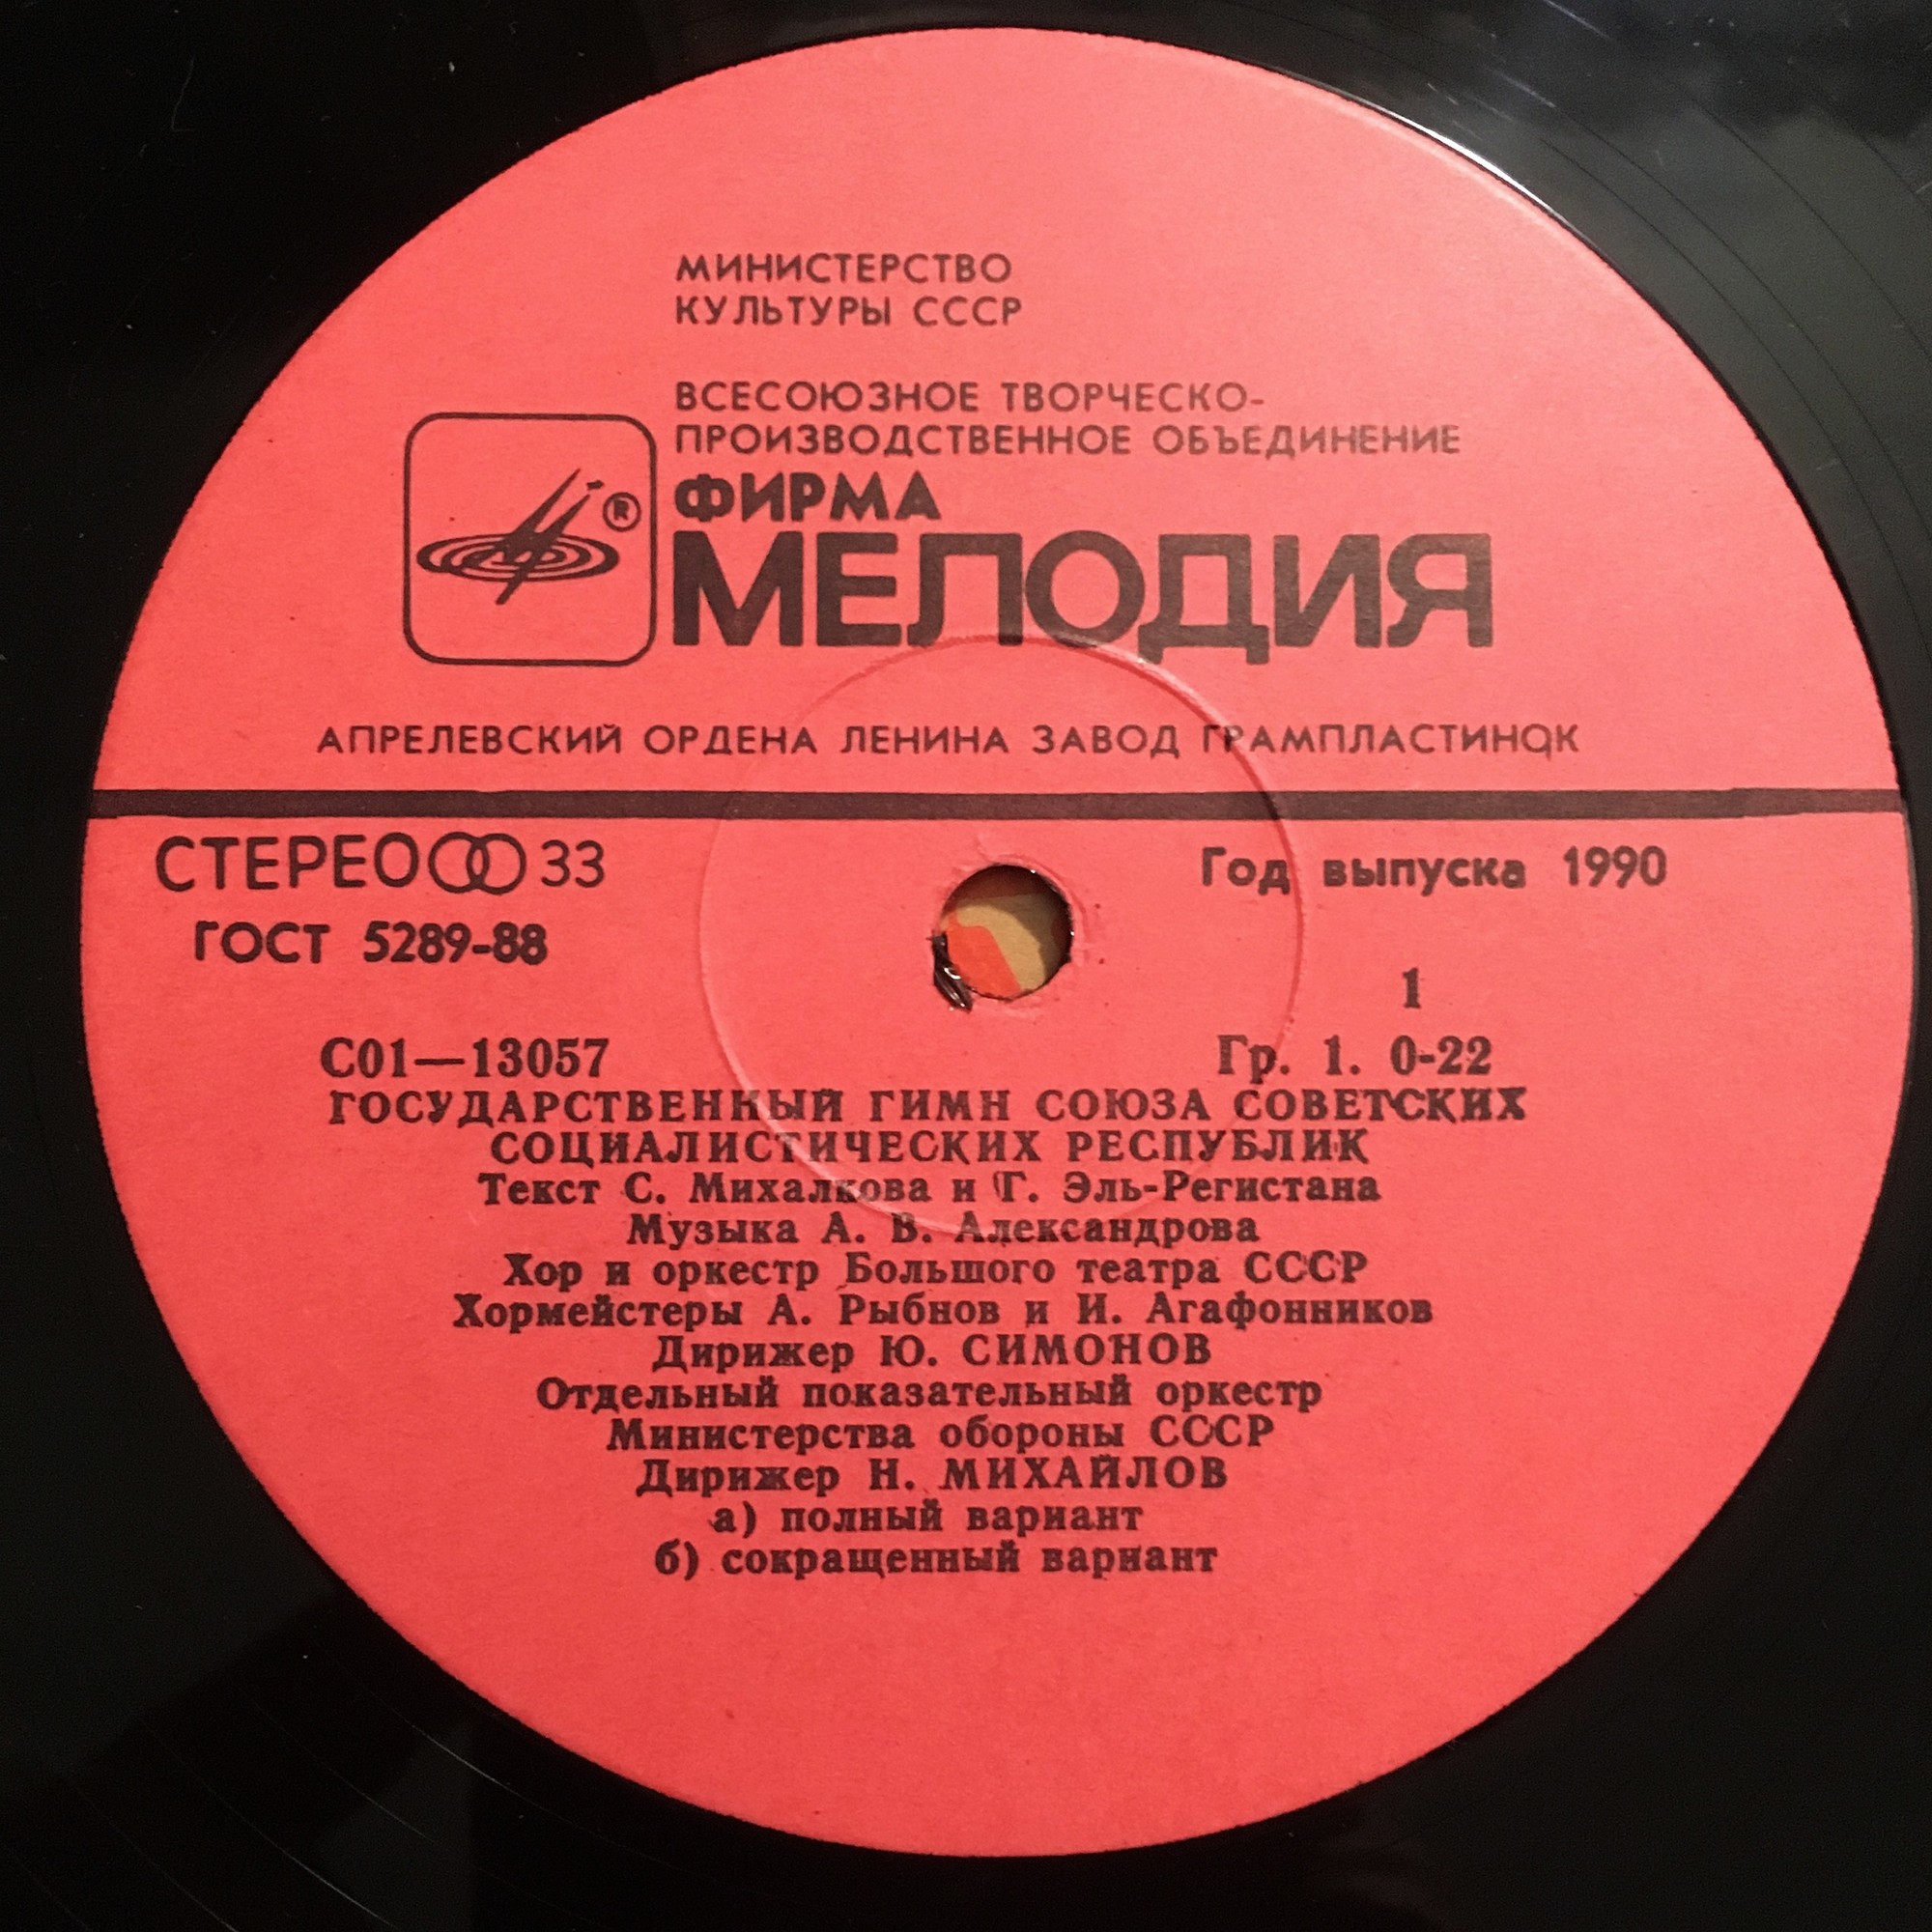 МИНИСТЕРСТВО
КУЛЬТУРЫ СССР
ВСЕСОЮЗНОЕ ТВОРЧЕСКО-
ПРОИЗВОДСТВЕННОЕ ОБЪЕДИНЕНИЕ
ФИРМА
МЕЛОДИЯ
®
АПРЕЛЕВСКИЙ ОРДЕНА ЛЕНИНА ЗАВОД ГРАМПЛАСТИНОК
СТЕРЕО 33
Год выпуска 1990
ГОСТ 5289-88
1
С01—13057
Гр. 1. 0-22
ГОСУДАРСТВЕННЫЙ ГИМН СОЮЗА СОВЕТСКИХ
СОЦИАЛИСТИЧЕСКИХ РЕСПУБЛИК
Текст С. Михалкова и Г. Эль-Регистана
Музыка А. В. Александрова
Хор и оркестр Большого театра СССР
Хормейстеры А. Рыбнов и И. Агафонников
Дирижер Ю. СИМОНОВ
Отдельный показательный оркестр
Министерства обороны СССР
Дирижер Н. МИХАЙЛОВ
а) полный вариант
б) сокращенный вариант